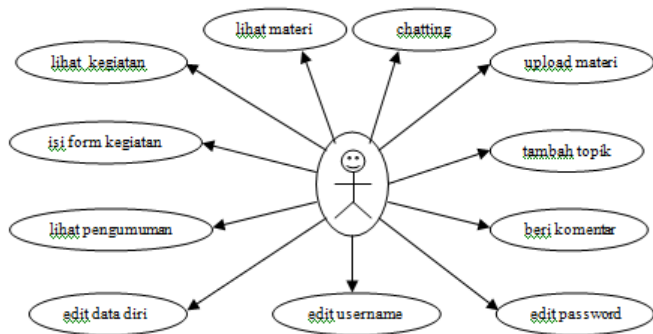 lihat materi
chatting
lihat kegiatan
upload materi
isi form kegiatan
tambah topik
lihat pengumuman
beri komentar
edit data diri
edit username
edit password